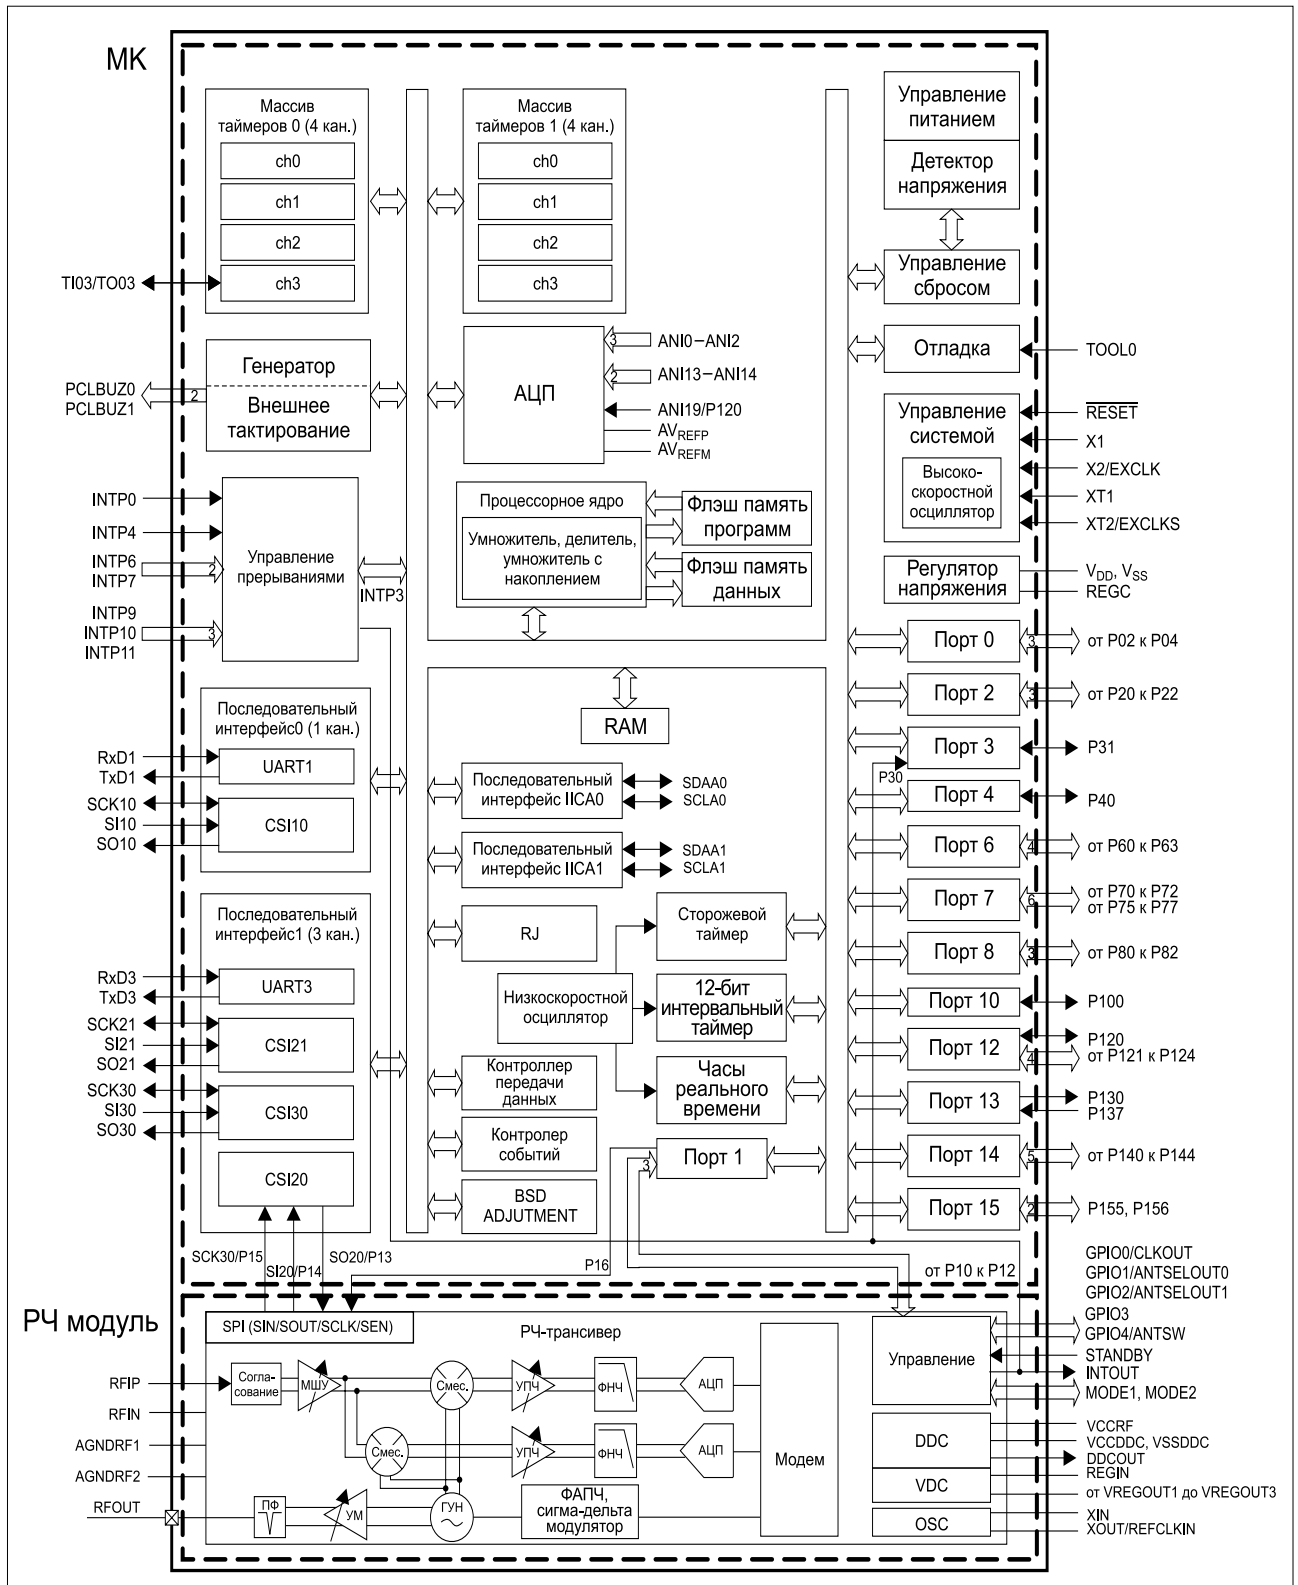 МК
Массив
таймеров 0 (4 кан.)
ch0
ch1
ch2
ch3
TI03/TO03
Массив
таймеров 1 (4 кан.)
ch0
ch1
ch2
ch3
Управление
питанием
Детектор
напряжения
Управление
сбросом
Отладка
TOOL0
Генератор
Внешнее
тактирование
PCLBUZ0
PCLBUZ1
2
АЦП
3
ANI0–ANI2
2
ANI13–ANI14
ANI19/P120
AVREFP
AVREFM
Управление
системой
Высоко-
скоростной
осциллятор
RESET
X1
X2/EXCLK
XT1
XT2/EXCLKS
INTP0
INTP4
INTP6
INTP7
2
INTP9
INTP10
INTP11
3
Управление
прерываниями
INTP3
Процессорное ядро
Умножитель, делитель,
умножитель с
накоплением
Флэш память
программ
Флэш память
данных
Регулятор
напряжения
VDD, VSS
REGC
Порт 0
3
от P02 к P04
Порт 2
3
от P20 к P22
Порт 3
P31
P30
Порт 4
P40
Порт 6
4
от P60 к P63
Порт 7
6
от P70 к P72
от P75 к P77
Порт 8
3
от P80 к P82
Порт 10
P100
Порт 12
P120
4
от P121 к P124
Порт 13
P130
P137
Порт 14
5
от P140 к P144
Порт 15
2
P155, P156
RAM
Последовательный
интерфейс0 (1 кан.)
RxD1
TxD1
UART1
SCK10
SI10
SO10
CSI10
Последовательный
интерфейс IICA0
SDAA0
SCLA0
Последовательный
интерфейс IICA1
SDAA1
SCLA1
Последовательный
интерфейс1 (3 кан.)
RxD3
TxD3
UART3
SCK21
SI21
SO21
CSI21
SCK30
SI30
SO30
CSI30
CSI20
RJ
Сторожевой
таймер
Низкоскоростной
осциллятор
12-бит
интервальный
таймер
Часы
реального
времени
Контроллер
передачи
данных
Контролер
событий
BSD
ADJUTMENT
Порт 1
3
SCK30/P15
SI20/P14
SO20/P13
P16
от P10 к P12
РЧ модуль
SPI (SIN/SOUT/SCLK/SEN)
РЧ-трансивер
RFIP
RFIN
AGNDRF1
AGNDRF2
RFOUT
Согла-
сование
МШУ
Смес.
УПЧ
ФНЧ
АЦП
Смес.
УПЧ
ФНЧ
АЦП
ПФ
УМ
ГУН
ФАПЧ,
сигма-дельта
модулятор
Модем
Управление
GPIO0/CLKOUT
GPIO1/ANTSELOUT0
GPIO2/ANTSELOUT1
GPIO3
GPIO4/ANTSW
STANDBY
INTOUT
MODE1, MODE2
DDC
VCCRF
VCCDDC, VSSDDC
DDCOUT
VDC
REGIN
от VREGOUT1 до VREGOUT3
OSC
XIN
XOUT/REFCLKIN